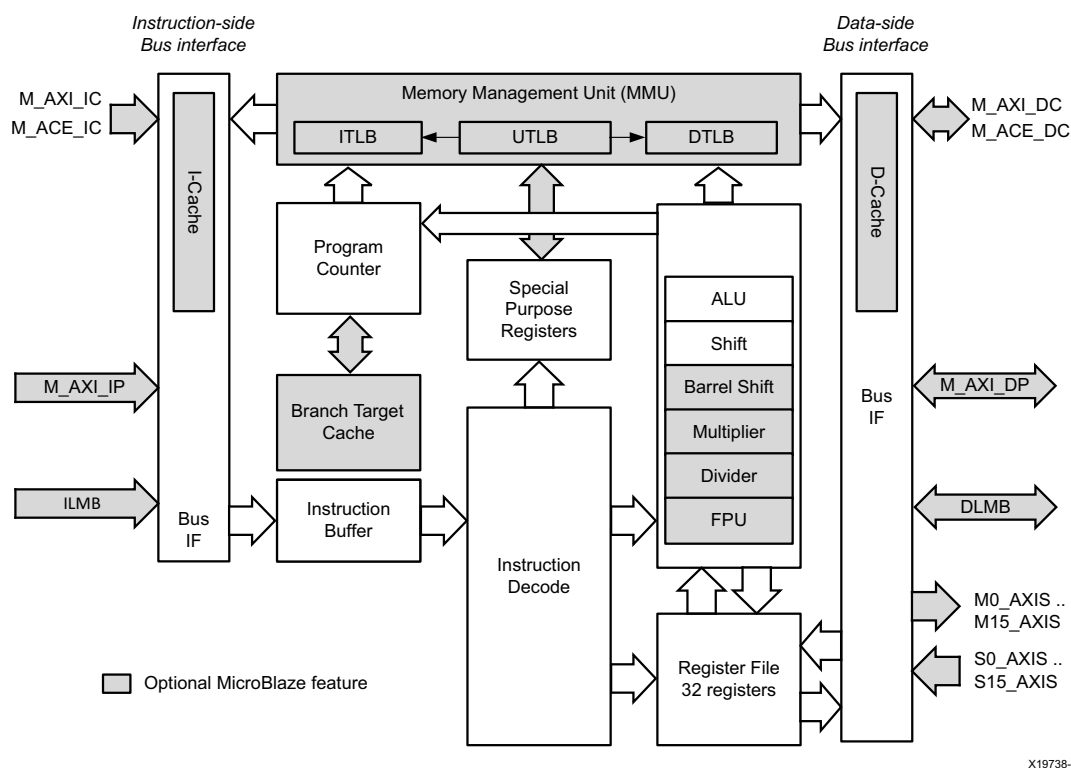 Instruction-side
Bus interface
Data-side
Bus interface
M_AXI_IC
M_ACE_IC
I-Cache
Memory Management Unit (MMU)
ITLB
UTLB
DTLB
D-Cache
M_AXI_DC
M_ACE_DC
Program
Counter
Special
Purpose
Registers
ALU
Shift
Barrel Shift
Multiplier
Divider
FPU
M_AXI_IP
Branch Target
Cache
Bus
IF
M_AXI_DP
ILMB
Bus
IF
Instruction
Buffer
Instruction
Decode
DLMB
M0_AXIS ..
M15_AXIS
S0_AXIS ..
S15_AXIS
Register File
32 registers
Optional MicroBlaze feature
X19738-